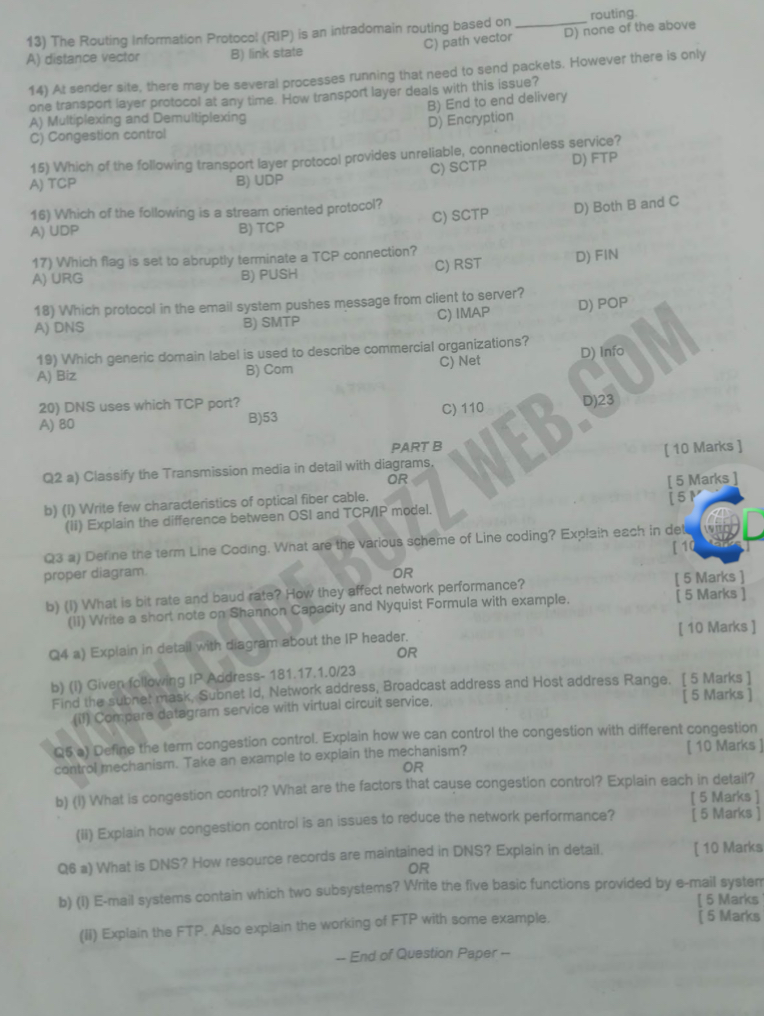 13) The Routing Information Protocol (RIP) is an intradomain routing based on __________ routing.
A) distance vector B) link state C) path vector D) none of the above
14) At sender site, there may be several processes running that need to send packets. However there is only
one transport layer protocol at any time. How transport layer deals with this issue?
A) Multiplexing and Demultiplexing B) End to end delivery
C) Congestion control D) Encryption
15) Which of the following transport layer protocol provides unreliable, connectionless service?
A) TCP B) UDP C) SCTP D) FTP
16) Which of the following is a stream oriented protocol?
A) UDP B) TCP C) SCTP D) Both B and C
17) Which flag is set to abruptly terminate a TCP connection?
A) URG B) PUSH C) RST D) FIN
18) Which protocol in the email system pushes message from client to server?
A) DNS B) SMTP C) IMAP D) POP
19) Which generic domain label is used to describe commercial organizations?
A) Biz B) Com C) Net D) Info
20) DNS uses which TCP port?
A) 80 B)53 C) 110 D)23
PART B
Q2 a) Classify the Transmission media in detail with diagrams. [ 10 Marks ]
OR
b) (i) Write few characteristics of optical fiber cable. [ 5 Marks ]
(ii) Explain the difference between OSI and TCP/IP model. [ 5
Q3 a) Define the term Line Coding. What are the various scheme of Line coding? Explain each in
proper diagram. [ 10
OR
b) (i) What is bit rate and baud rate? How they affect network performance? [ 5 Marks ]
(ii) Write a short note on Shannon Capacity and Nyquist Formula with example. [ 5 Marks ]
Q4 a) Explain in detail with diagram about the IP header. [ 10 Marks ]
OR
b) (i) Given following IP Address- 181.17.1.0/23
Find the subnet mask, Subnet Id, Network address, Broadcast address and Host address Range. [ 5 Marks ]
(ii) Compare datagram service with virtual circuit service. [ 5 Marks ]
Q5 a) Define the term congestion control. Explain how we can control the congestion with different congestion
control mechanism. Take an example to explain the mechanism? [ 10 Marks ]
OR
b) (i) What is congestion control? What are the factors that cause congestion control? Explain each in detail?
[ 5 Marks ]
(ii) Explain how congestion control is an issues to reduce the network performance? [ 5 Marks ]
Q6 a) What is DNS? How resource records are maintained in DNS? Explain in detail. [ 10 Marks
OR
b) (i) E-mail systems contain which two subsystems? Write the five basic functions provided by e-mail system
[ 5 Marks
(ii) Explain the FTP. Also explain the working of FTP with some example. [ 5 Marks
-- End of Question Paper --
WWW.CODE BUZZ WEB.COM